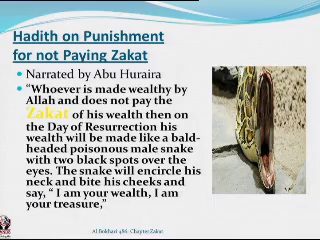 Hadith on Punishment
for not Paying Zakat
Narrated by Abu Huraira
"Whoever is made wealthy by
Allah and does not pay the
Zakat of his wealth then on
the Day of Resurrection his
wealth will be made like a bald-
headed poisonous male snake
with two black spots over the
eyes. The snake will encircle his
neck and bite his cheeks and
say, " I am your wealth, I am
your treasure,"
Al Bokhari 486, Chapter Zakat